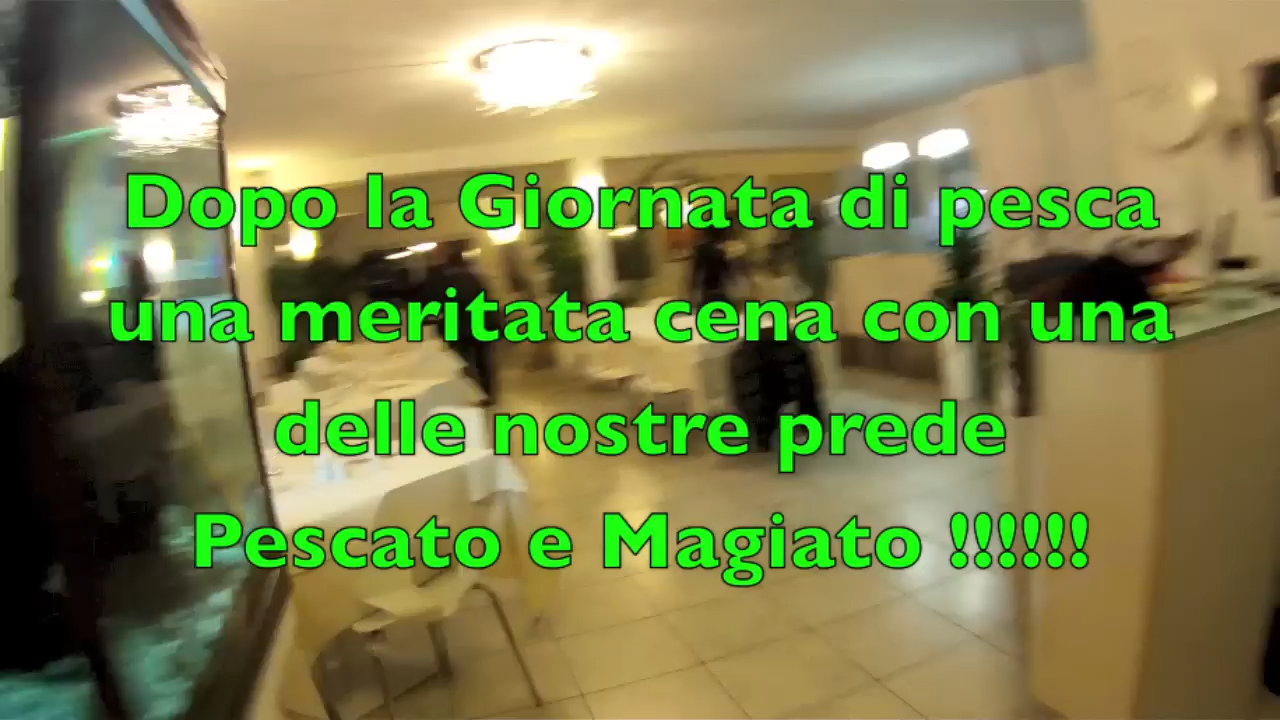 Dopo la Giornata di pesca
una meritata cena con una
delle nostre prede
Pescato e Magiato !!!!!!